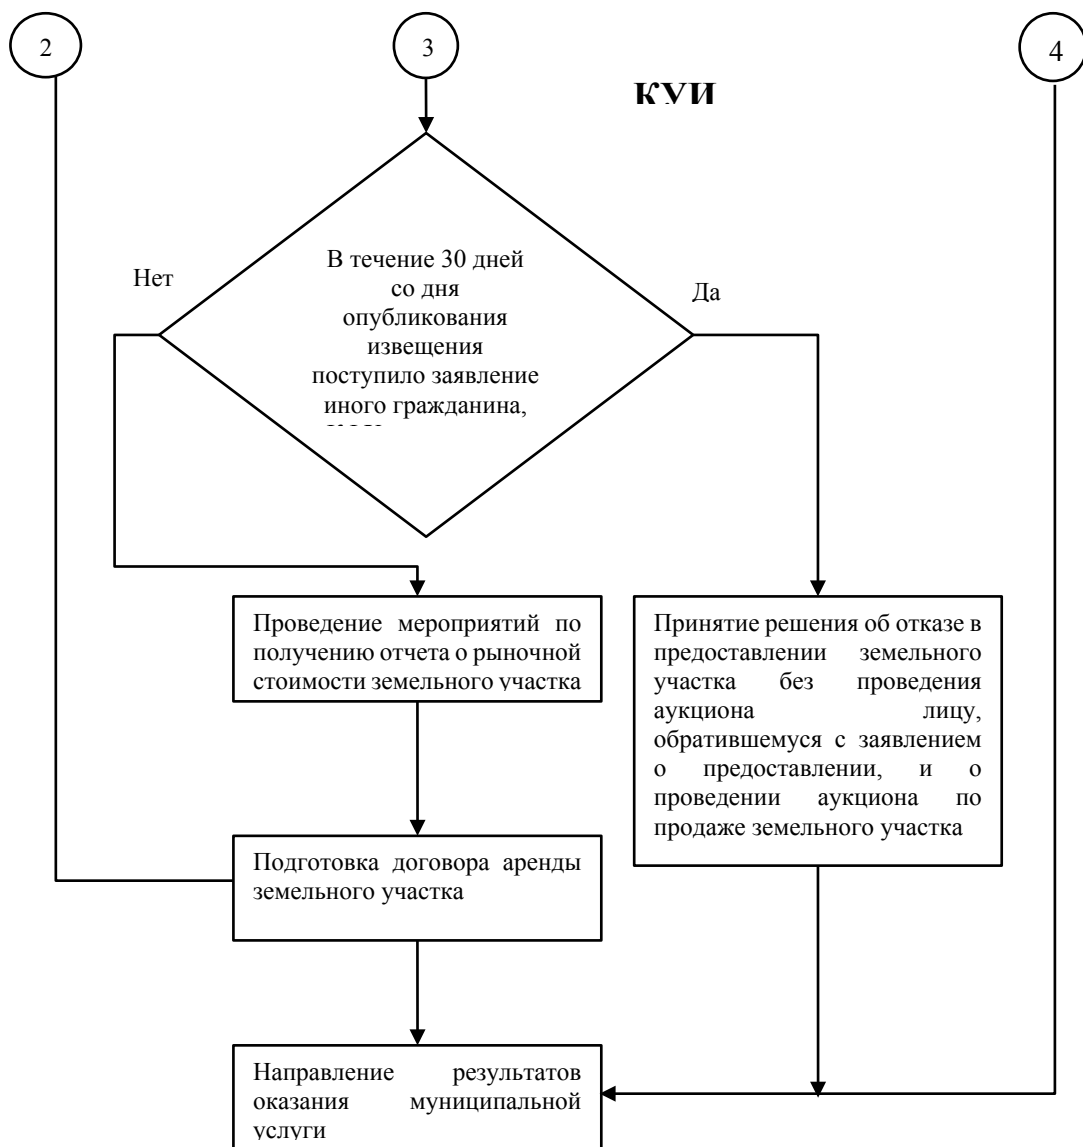 2
3
4
КУИ
Нет
В течение 30 дней
со дня
опубликования
извещения
поступило заявление
иного гражданина,
Да
Проведение мероприятий по
получению отчета о рыночной
стоимости земельного участка
Принятие решения об отказе в
предоставлении земельного
участка без проведения
аукциона лицу,
обратившемуся с заявлением
о предоставлении, и о
проведении аукциона по
продаже земельного участка
Подготовка договора аренды
земельного участка
Направление результатов
оказания муниципальной
услуги